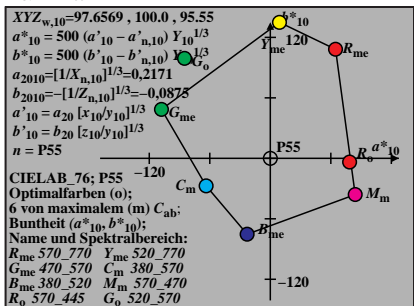 XYZw,10=97.6569 , 100.0 , 95.55
a*10 = 500 (a'10 – a'n,10) Y10^1/3
b*10 = 500 (b'10 – b'n,10) Y10^1/3
a2010=[1/Xn,10]^1/3=0,2171
b2010=–[1/Zn,10]^1/3=–0,0875
a'10 = a20 [x10/y10]^1/3
b'10 = b20 [z10/y10]^1/3
n = P55
CIELAB_76; P55
Optimalfarben (o);
6 von maximalem (m) Cab;
Buntheit (a*10, b*10);
Name und Spektralbereich:
Rme 570_770 Yme 520_770
Gme 470_570 Cm 380_570
Bme 380_520 Mm 570_470
Ro 570_445 Go 520_570
b*10
Yme
120
Rme
Go
Gme
P55
–120
Ro
a*10
Cm
Mm
Bme
–120